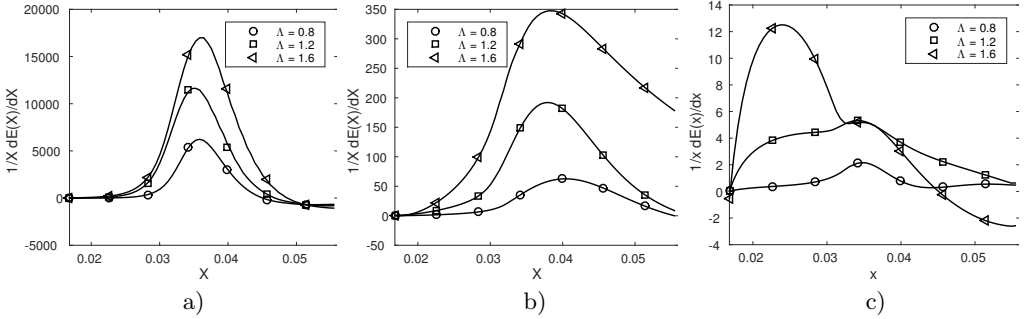 1/X dE(X)/dX
20000
15000
10000
5000
0
-5000
0.02 0.03 0.04 0.05
X
Λ = 0.8
Λ = 1.2
Λ = 1.6
a)
1/X dE(X)/dX
350
300
250
200
150
100
50
0
-50
0.02 0.03 0.04 0.05
X
Λ = 0.8
Λ = 1.2
Λ = 1.6
b)
1/x dE(x)/dx
14
12
10
8
6
4
2
0
-2
-4
0.02 0.03 0.04 0.05
x
Λ = 0.8
Λ = 1.2
Λ = 1.6
c)